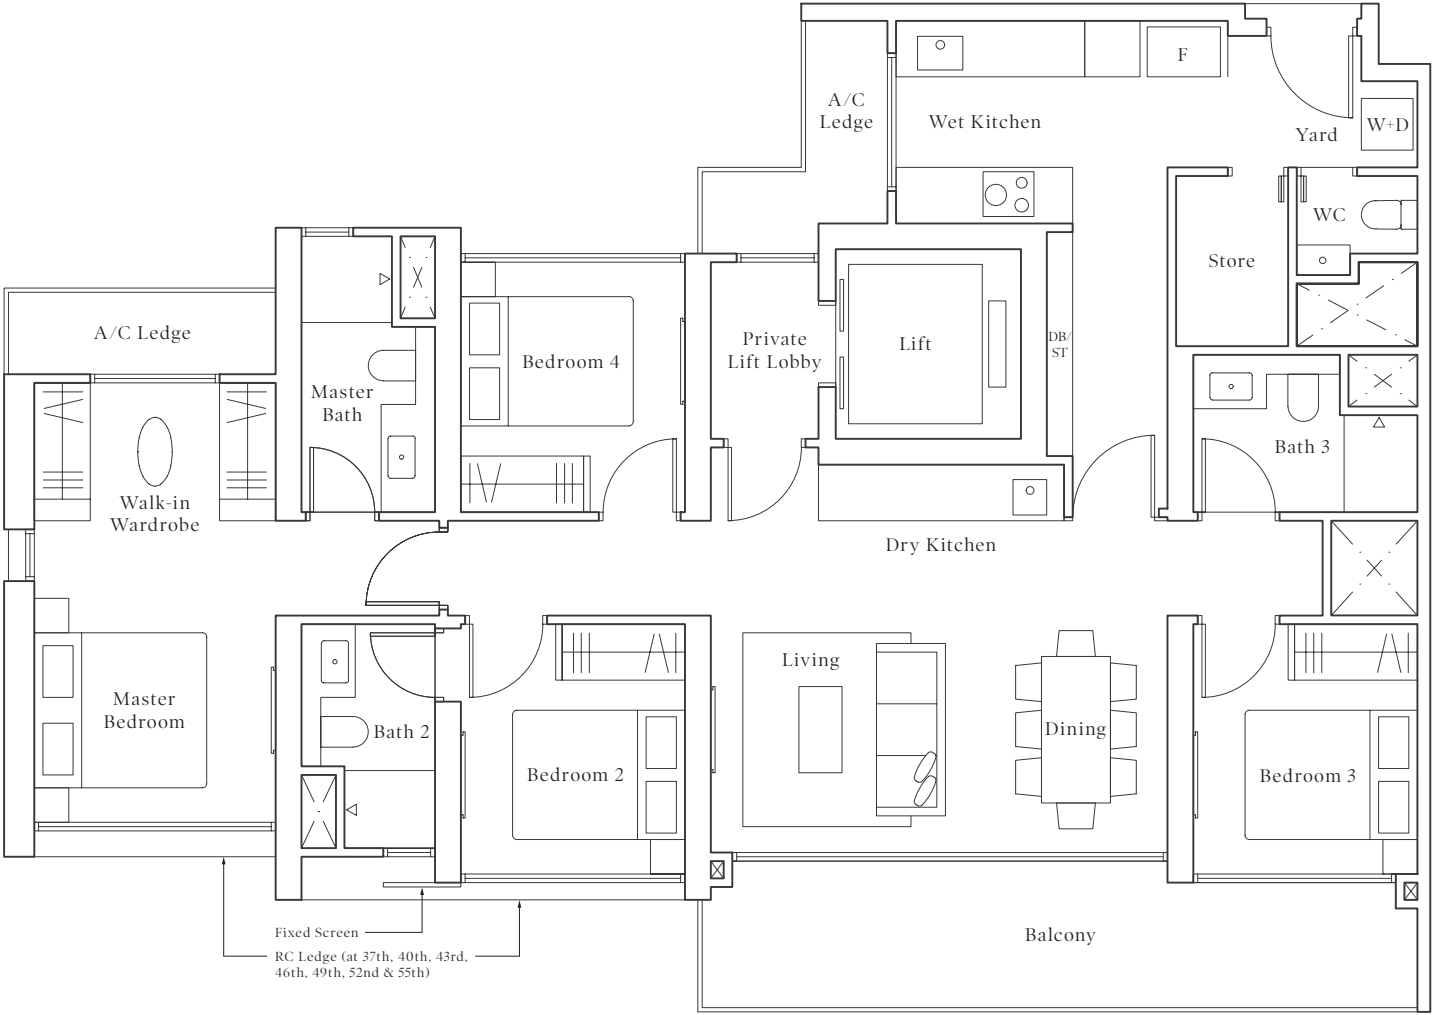 F
A/C
Ledge
Wet Kitchen
Yard
W+D
WC
Store
A/C Ledge
Private
Lift Lobby
Lift
DB/
ST
Bedroom 4
Master
Bath
Bath 3
Walk-in
Wardrobe
Dry Kitchen
Living
Master
Bedroom
Bath 2
Dining
Bedroom 2
Bedroom 3
Balcony
Fixed Screen
RC Ledge (at 37th, 40th, 43rd,
46th, 49th, 52nd & 55th)